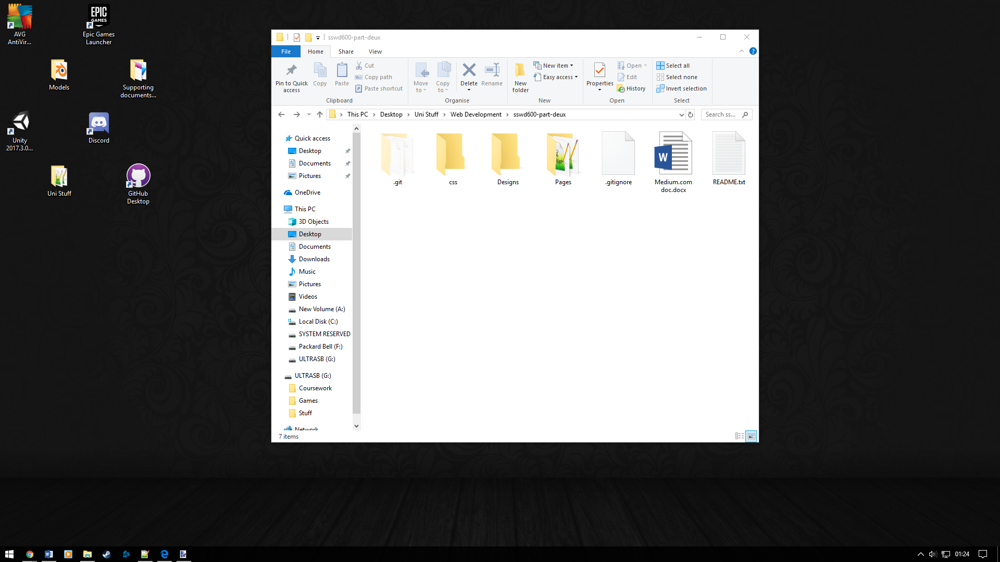 AVG
AntiVir...
EPIC
GAMES
Epic Games
Launcher
Models
Supporting
documents...
Unity
2017.3.0...
Discord
Uni Stuff
GitHub
Desktop
sswd600-part-deux
File
Home
Share
View
Pin to Quick
access
Copy
Paste
Cut
Copy path
Paste shortcut
Clipboard
Move
to
Copy
to
Delete
Rename
Organise
New
folder
New item
Easy access
New
Properties
Open
Edit
History
Open
Select all
Select none
Invert selection
Select
This PC
Desktop
Uni Stuff
Web Development
sswd600-part-deux
Search ss...
Quick access
Desktop
Documents
Pictures
OneDrive
This PC
3D Objects
Desktop
Documents
Downloads
Music
Pictures
Videos
New Volume (A:)
Local Disk (C:)
SYSTEM RESERVED
Packard Bell (F:)
ULTRASB (G:)
ULTRASB (G:)
Coursework
Games
Stuff
Network
.git
css
Designs
Pages
.gitignore
W
Medium.com
doc.docx
README.txt
7 items
01:24